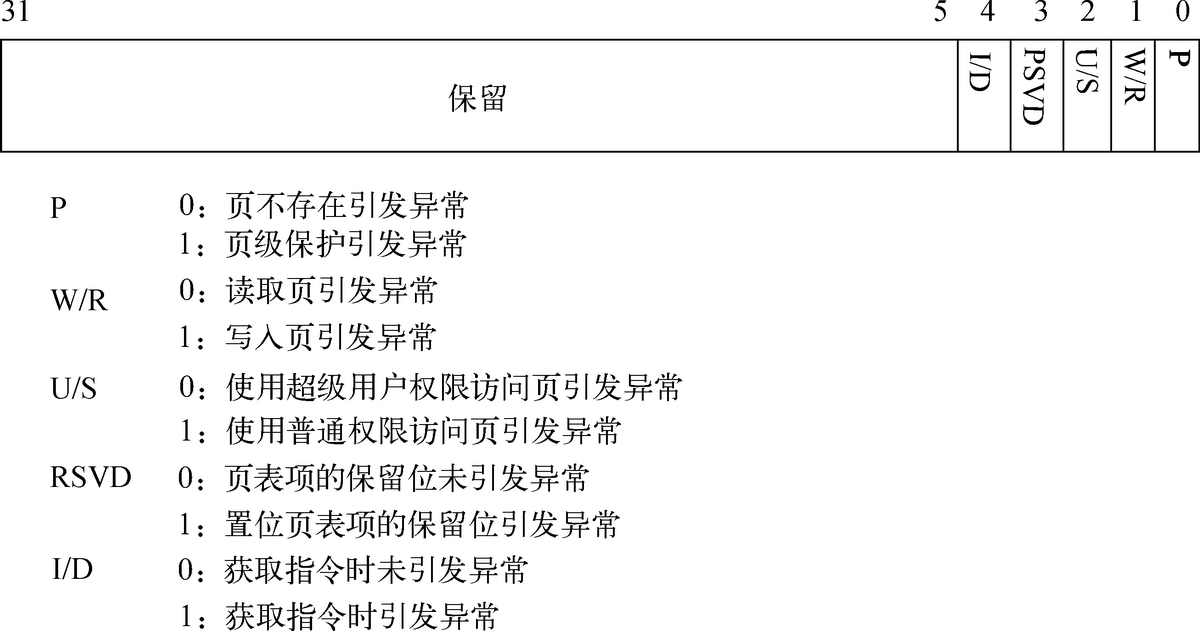 31 5 4 3 2 1 0
保留 I/D PSVD U/S W/R P
P 0：页不存在引发异常
1：页级保护引发异常
W/R 0：读取页引发异常
1：写入页引发异常
U/S 0：使用超级用户权限访问页引发异常
1：使用普通权限访问页引发异常
RSVD 0：页表项的保留位未引发异常
1：置位页表项的保留位引发异常
I/D 0：获取指令时未引发异常
1：获取指令时引发异常